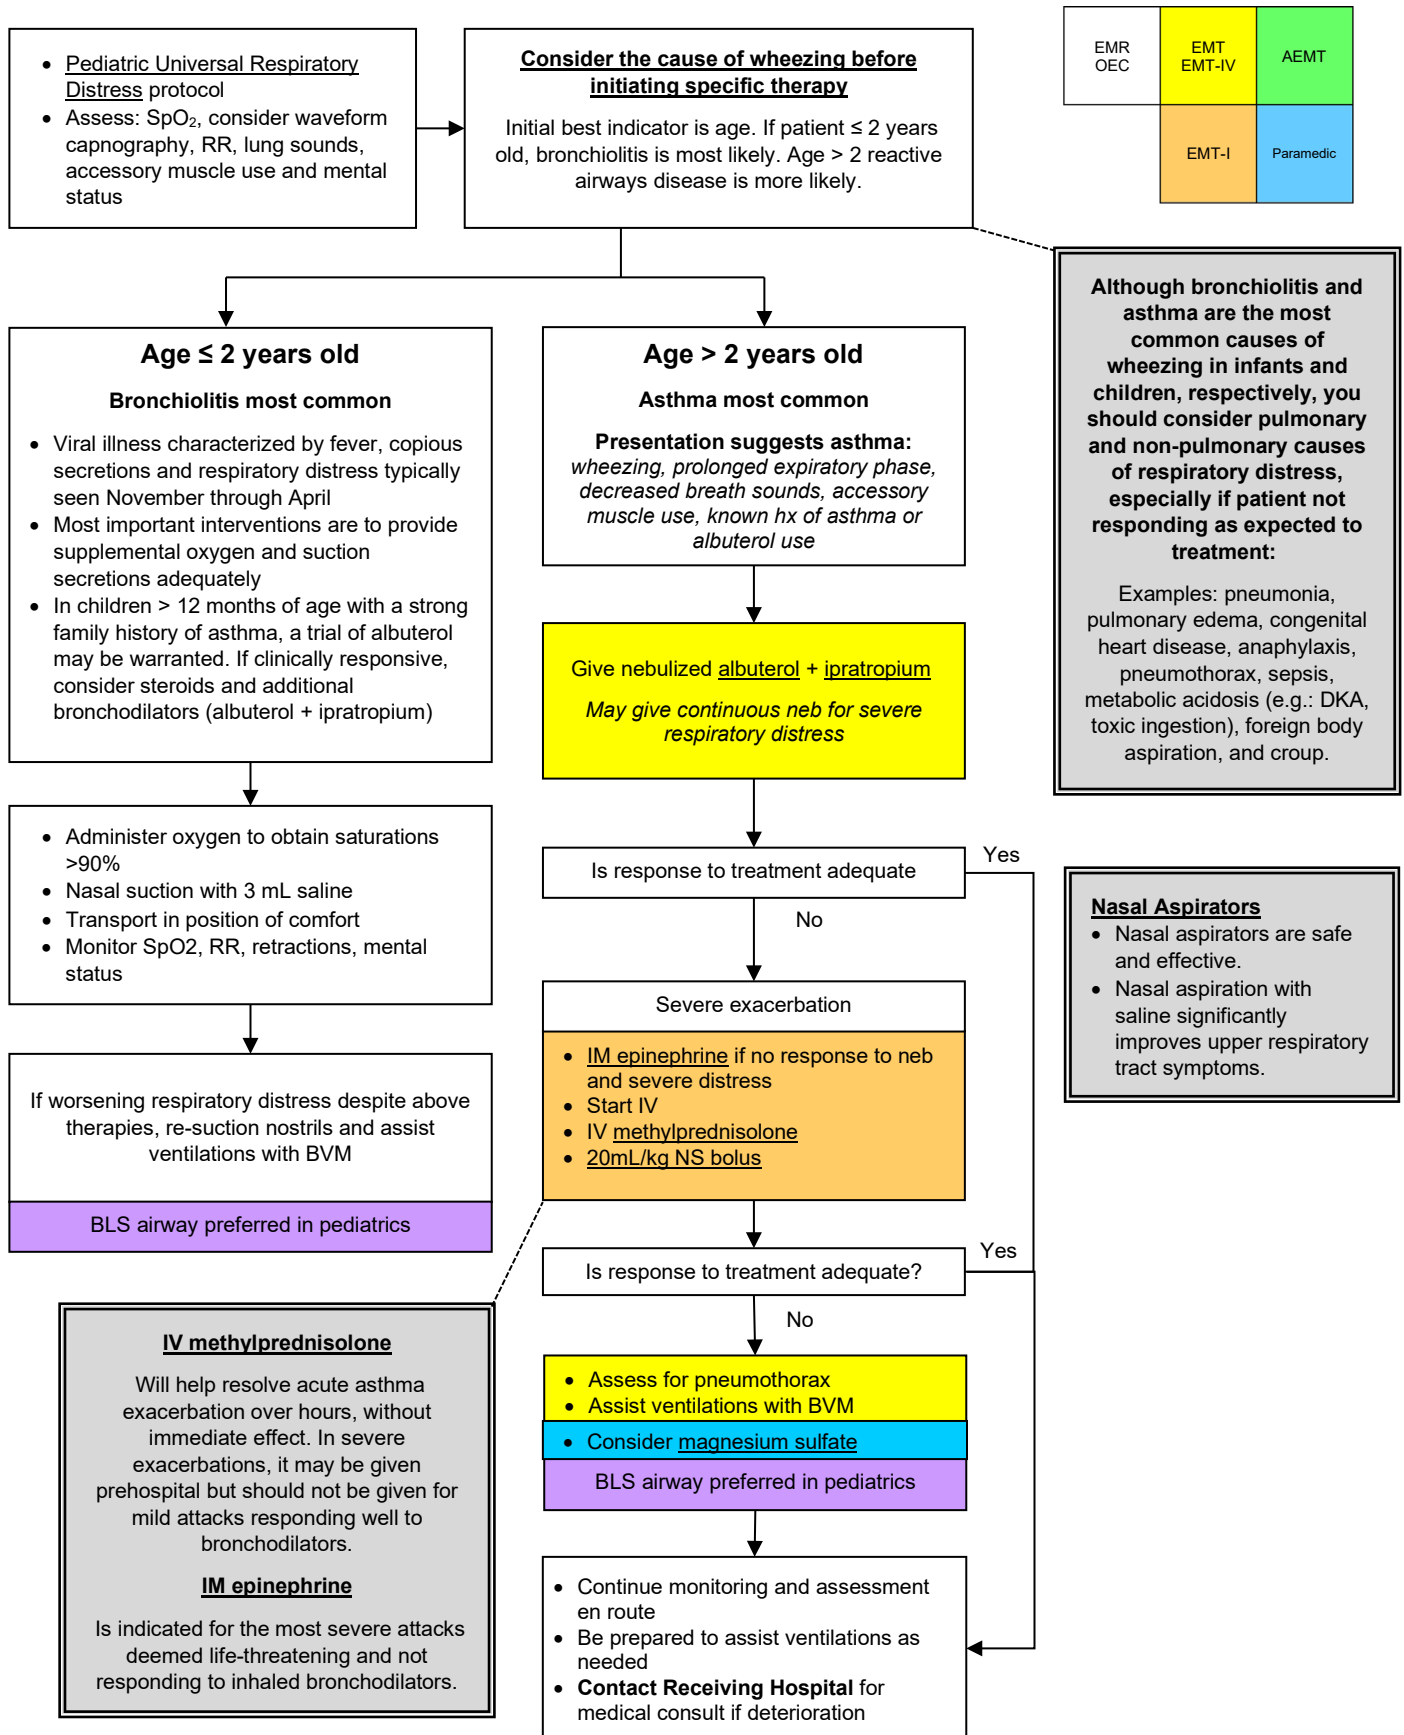 • Pediatric Universal Respiratory
Distress protocol
• Assess: SpO₂, consider waveform
capnography, RR, lung sounds,
accessory muscle use and mental
status
Consider the cause of wheezing before
initiating specific therapy
Initial best indicator is age. If patient ≤ 2 years
old, bronchiolitis is most likely. Age > 2 reactive
airways disease is more likely.
EMR
OEC
EMT
EMT-IV
AEMT
EMT-I
Paramedic
Although bronchiolitis and
asthma are the most
common causes of
wheezing in infants and
children, respectively, you
should consider pulmonary
and non-pulmonary causes
of respiratory distress,
especially if patient not
responding as expected to
treatment:
Examples: pneumonia,
pulmonary edema, congenital
heart disease, anaphylaxis,
pneumothorax, sepsis,
metabolic acidosis (e.g.: DKA,
toxic ingestion), foreign body
aspiration, and croup.
Age ≤ 2 years old
Bronchiolitis most common
• Viral illness characterized by fever, copious
secretions and respiratory distress typically
seen November through April
• Most important interventions are to provide
supplemental oxygen and suction
secretions adequately
• In children > 12 months of age with a strong
family history of asthma, a trial of albuterol
may be warranted. If clinically responsive,
consider steroids and additional
bronchodilators (albuterol + ipratropium)
• Administer oxygen to obtain saturations
>90%
• Nasal suction with 3 mL saline
• Transport in position of comfort
• Monitor SpO2, RR, retractions, mental
status
If worsening respiratory distress despite above
therapies, re-suction nostrils and assist
ventilations with BVM
BLS airway preferred in pediatrics
Age > 2 years old
Asthma most common
Presentation suggests asthma:
wheezing, prolonged expiratory phase,
decreased breath sounds, accessory
muscle use, known hx of asthma or
albuterol use
Give nebulized albuterol + ipratropium
May give continuous neb for severe
respiratory distress
Is response to treatment adequate
Yes
No
Severe exacerbation
• IM epinephrine if no response to neb
and severe distress
• Start IV
• IV methylprednisolone
• 20mL/kg NS bolus
Is response to treatment adequate?
Yes
No
• Assess for pneumothorax
• Assist ventilations with BVM
• Consider magnesium sulfate
BLS airway preferred in pediatrics
• Continue monitoring and assessment
en route
• Be prepared to assist ventilations as
needed
• Contact Receiving Hospital for
medical consult if deterioration
Nasal Aspirators
• Nasal aspirators are safe
and effective.
• Nasal aspiration with
saline significantly
improves upper respiratory
tract symptoms.
IV methylprednisolone
Will help resolve acute asthma
exacerbation over hours, without
immediate effect. In severe
exacerbations, it may be given
prehospital but should not be given for
mild attacks responding well to
bronchodilators.
IM epinephrine
Is indicated for the most severe attacks
deemed life-threatening and not
responding to inhaled bronchodilators.